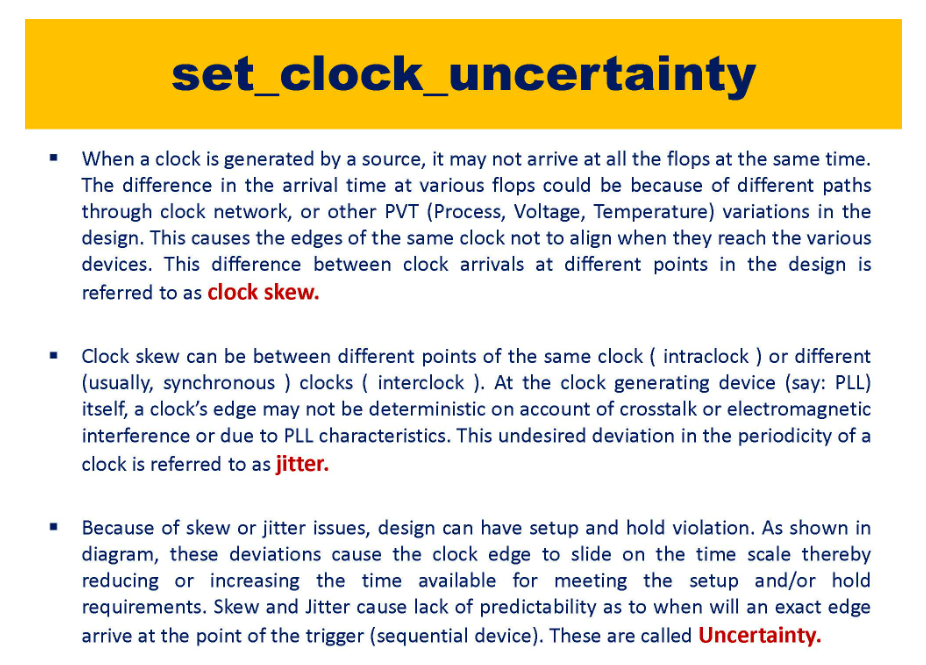 set_clock_uncertainty
▪ When a clock is generated by a source, it may not arrive at all the flops at the same time.
The difference in the arrival time at various flops could be because of different paths
through clock network, or other PVT (Process, Voltage, Temperature) variations in the
design. This causes the edges of the same clock not to align when they reach the various
devices. This difference between clock arrivals at different points in the design is
referred to as clock skew.
▪ Clock skew can be between different points of the same clock ( intraclock ) or different
(usually, synchronous ) clocks ( interclock ). At the clock generating device (say: PLL)
itself, a clock’s edge may not be deterministic on account of crosstalk or electromagnetic
interference or due to PLL characteristics. This undesired deviation in the periodicity of a
clock is referred to as jitter.
▪ Because of skew or jitter issues, design can have setup and hold violation. As shown in
diagram, these deviations cause the clock edge to slide on the time scale thereby
reducing or increasing the time available for meeting the setup and/or hold
requirements. Skew and Jitter cause lack of predictability as to when will an exact edge
arrive at the point of the trigger (sequential device). These are called Uncertainty.